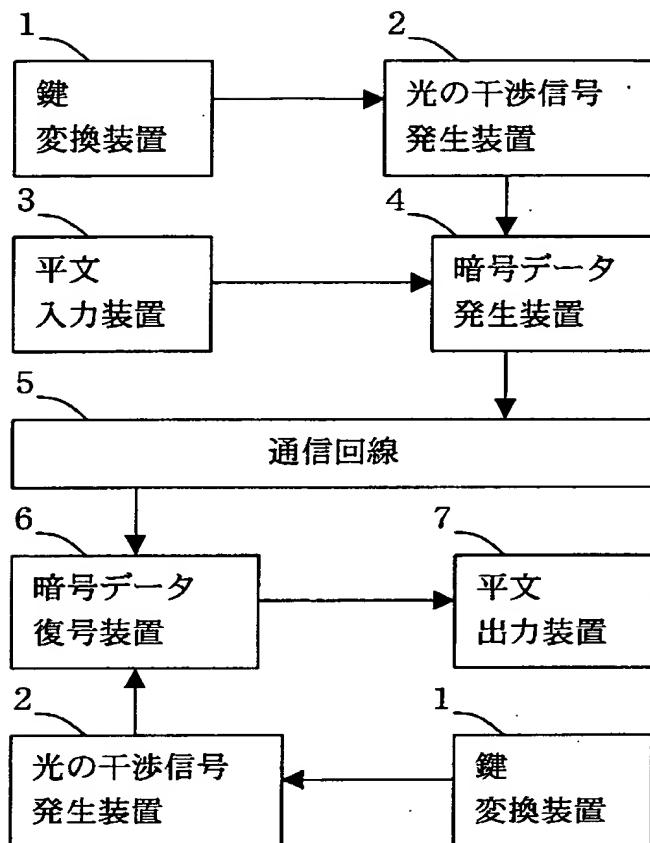 1
鍵
変換装置
2
光の干渉信号
発生装置
3
平文
入力装置
4
暗号データ
発生装置
5
通信回線
6
暗号データ
復号装置
7
平文
出力装置
2
光の干渉信号
発生装置
1
鍵
変換装置